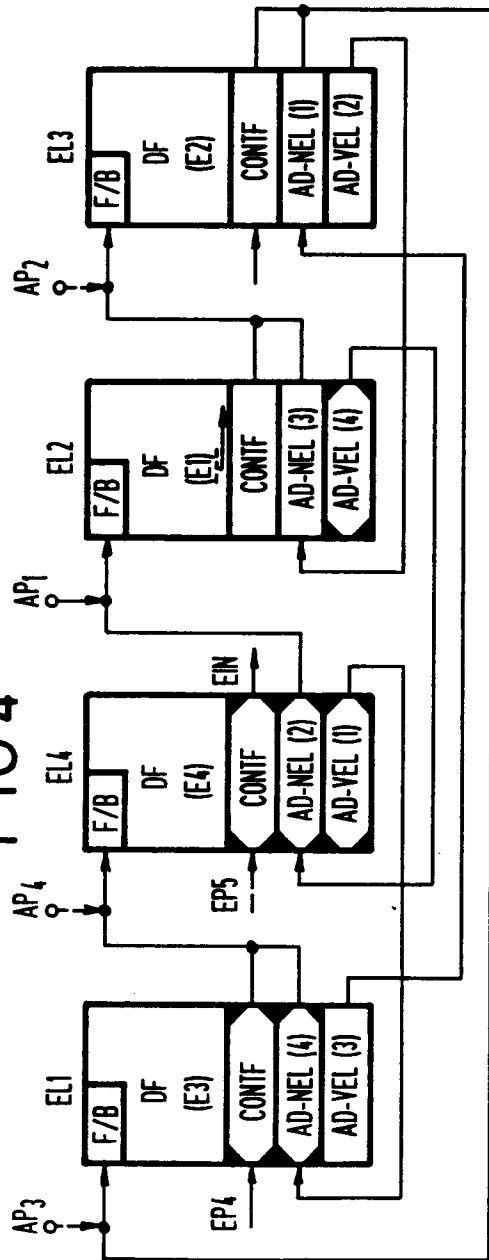 FIG 4
AP3
EL1
F/B
DF
(E3)
EP4
CONTF
AD-NEL (4)
AD-VEL (3)
AP4
EL4
F/B
DF
(E4)
EP5
CONTF
EIN
AD-NEL (2)
AD-VEL (1)
AP1
EL2
F/B
DF
(E1)
CONTF
AD-NEL (3)
AD-VEL (4)
AP2
EL3
F/B
DF
(E2)
CONTF
AD-NEL (1)
AD-VEL (2)